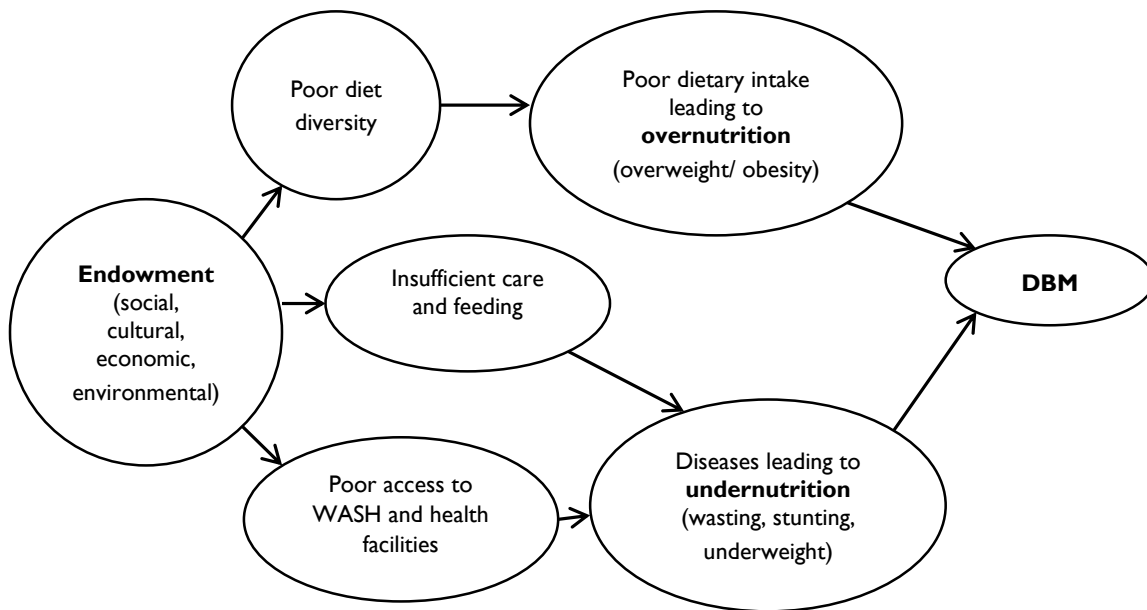 Poor diet
diversity
Poor dietary intake
leading to
overnutrition
(overweight/ obesity)
Endowment
(social,
cultural,
economic,
environmental)
Insufficient care
and feeding
DBM
Poor access to
WASH and health
facilities
Diseases leading to
undernutrition
(wasting, stunting,
underweight)